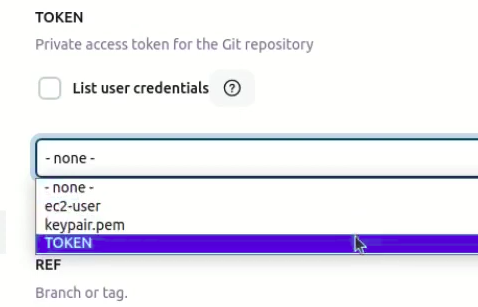 TOKEN
Private access token for the Git repository
List user credentials ?
- none -
- none -
ec2-user
keypair.pem
TOKEN
REF
Branch or tag.